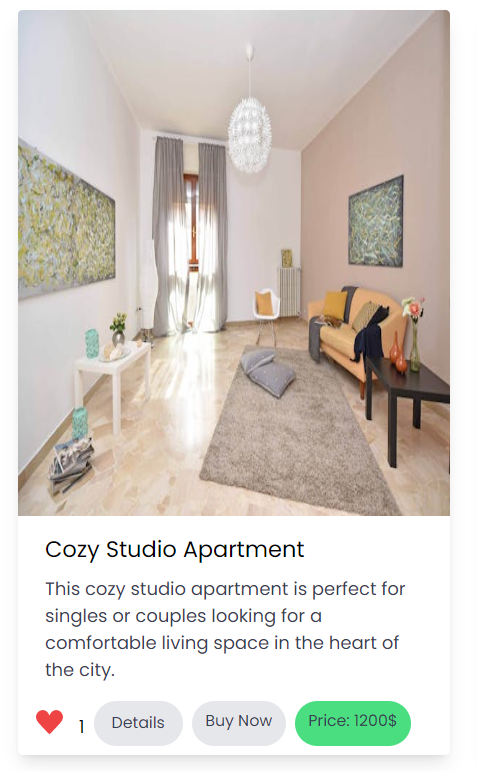 Cozy Studio Apartment
This cozy studio apartment is perfect for
singles or couples looking for a
comfortable living space in the heart of
the city.
1 Details Buy Now Price: 1200$